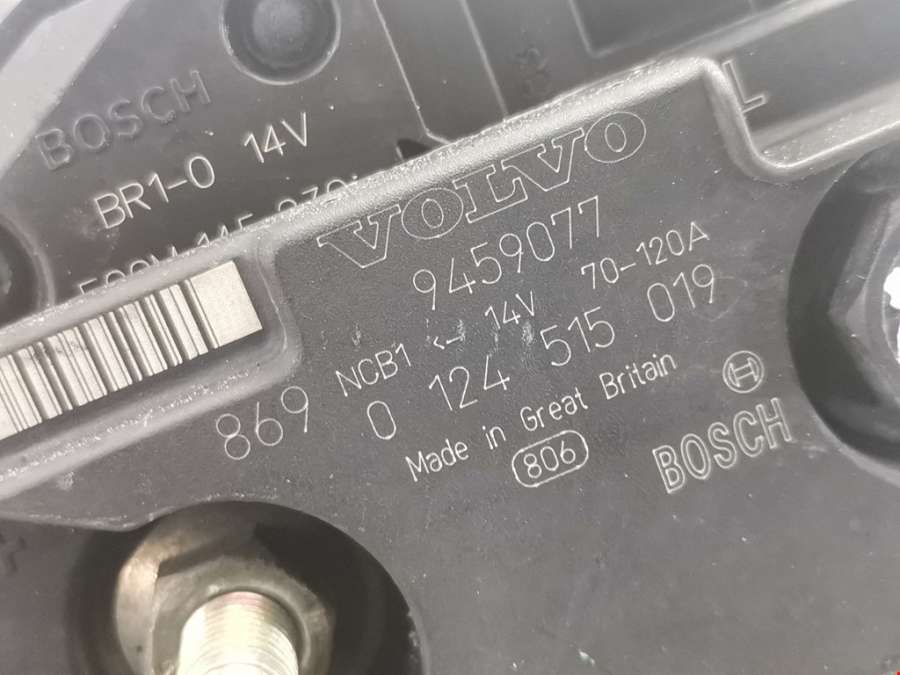 BOSCH
BR1-0 14V
VOLVO
9459077
NCB1 <- 14V 70-120A
869 0 124 515 019
Made in Great Britain
806
BOSCH
L